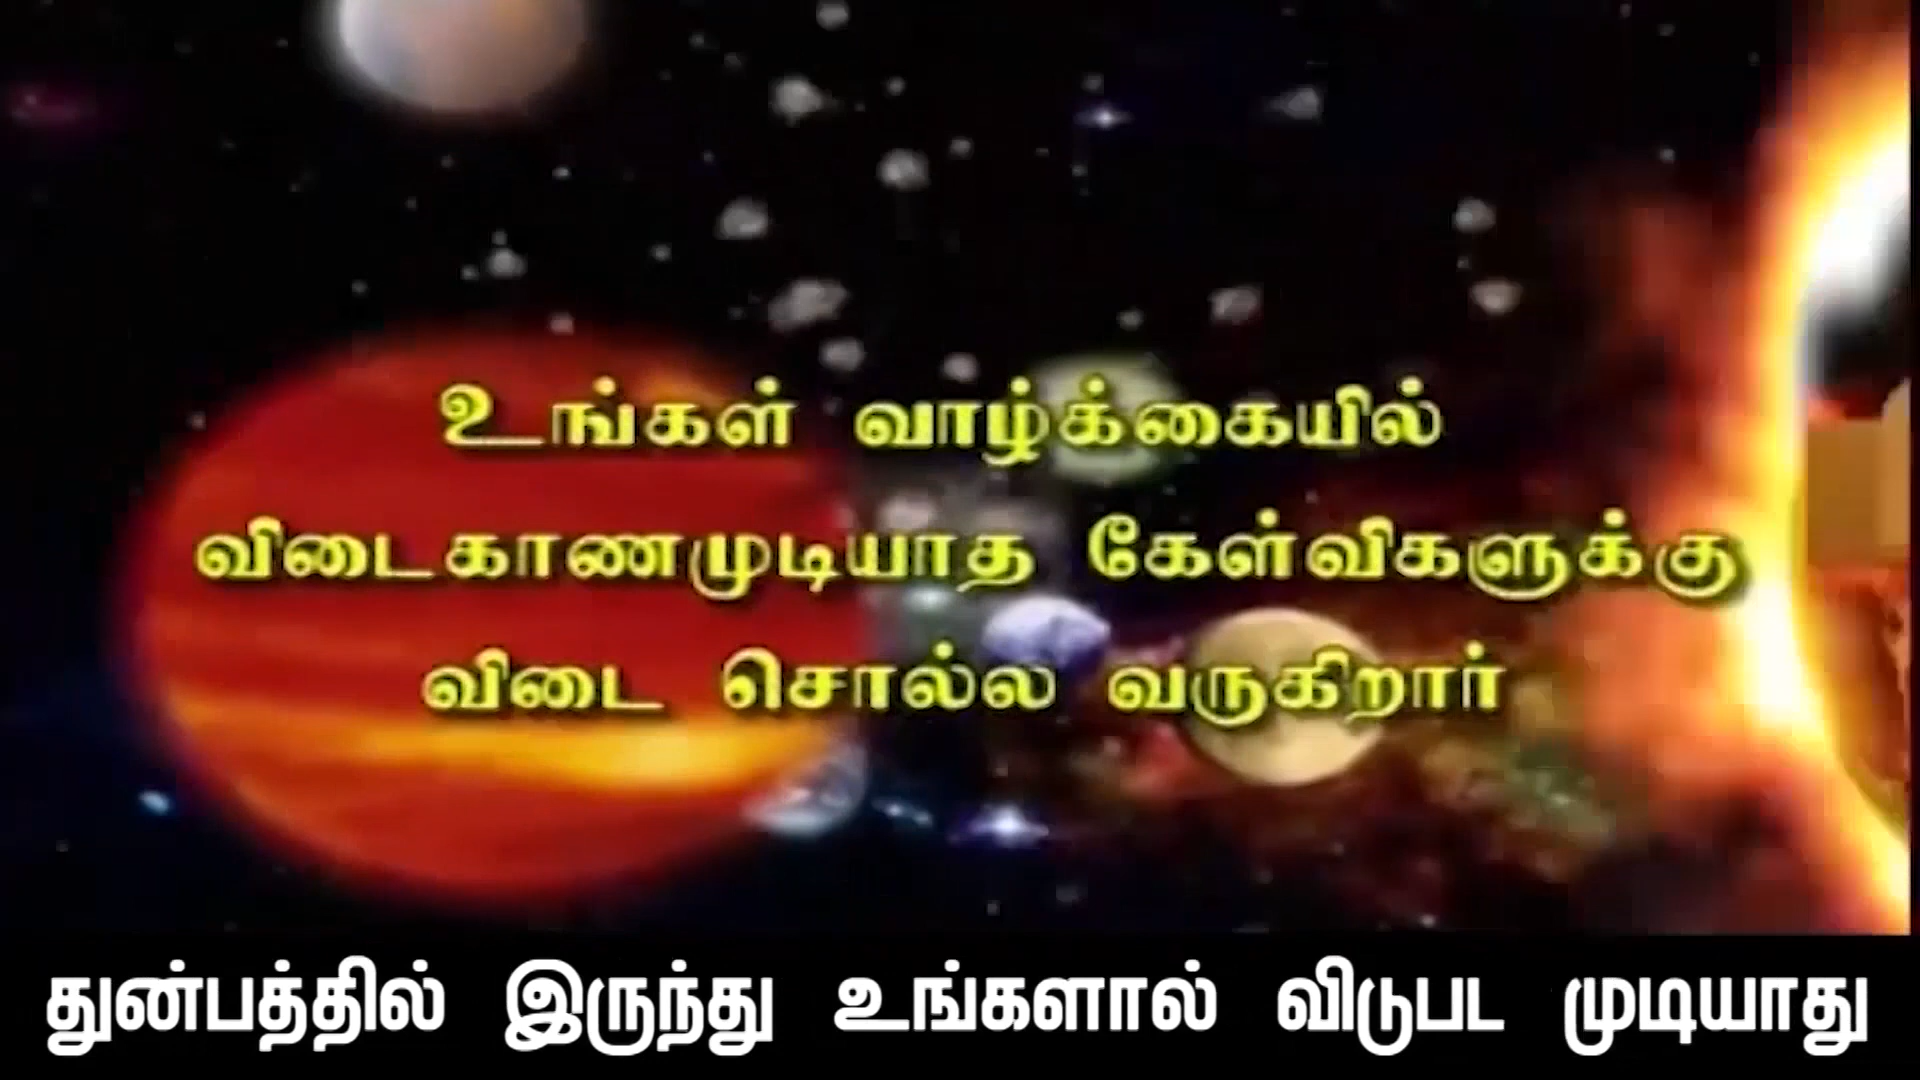 உங்கள் வாழ்க்கையில்
விடைகாணமுடியாத கேள்விகளுக்கு
விடை சொல்ல வருகிறார்
துன்பத்தில் இருந்து உங்களால் விடுபட முடியாது